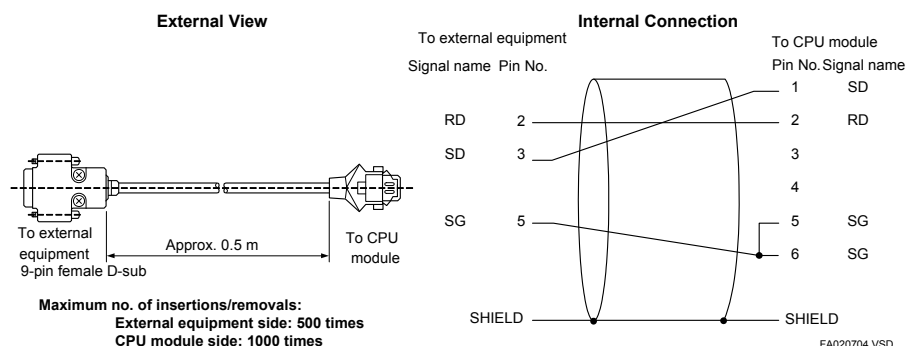 External View
To external
equipment
9-pin female D-sub
Approx. 0.5 m
To CPU
module
Maximum no. of insertions/removals:
External equipment side: 500 times
CPU module side: 1000 times
Internal Connection
To external equipment
To CPU module
Signal name Pin No.
Pin No. Signal name
1 SD
RD 2 2 RD
SD 3 3
4
SG 5 5 SG
6 SG
SHIELD SHIELD
FA020704.VSD